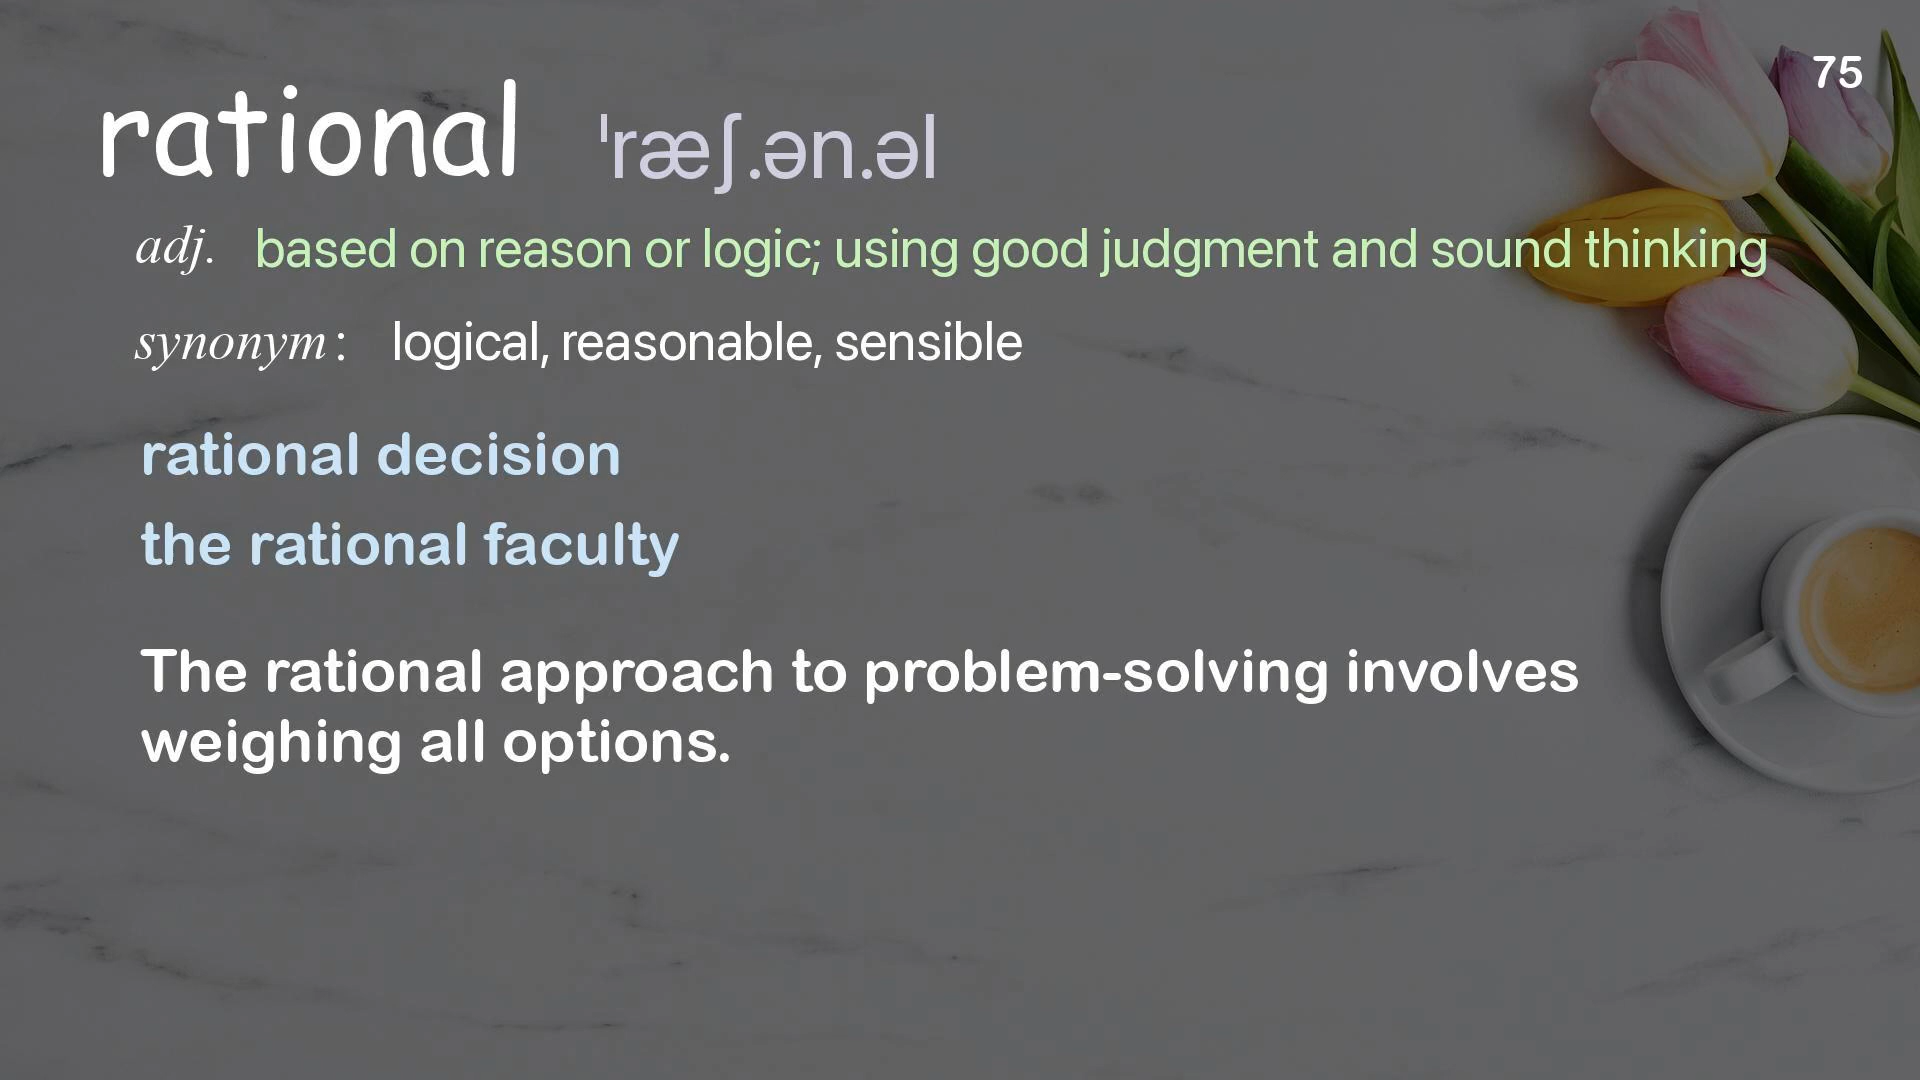 75
rational ˈræʃ.ən.əl
adj. based on reason or logic; using good judgment and sound thinking
synonym: logical, reasonable, sensible
rational decision
the rational faculty
The rational approach to problem-solving involves
weighing all options.